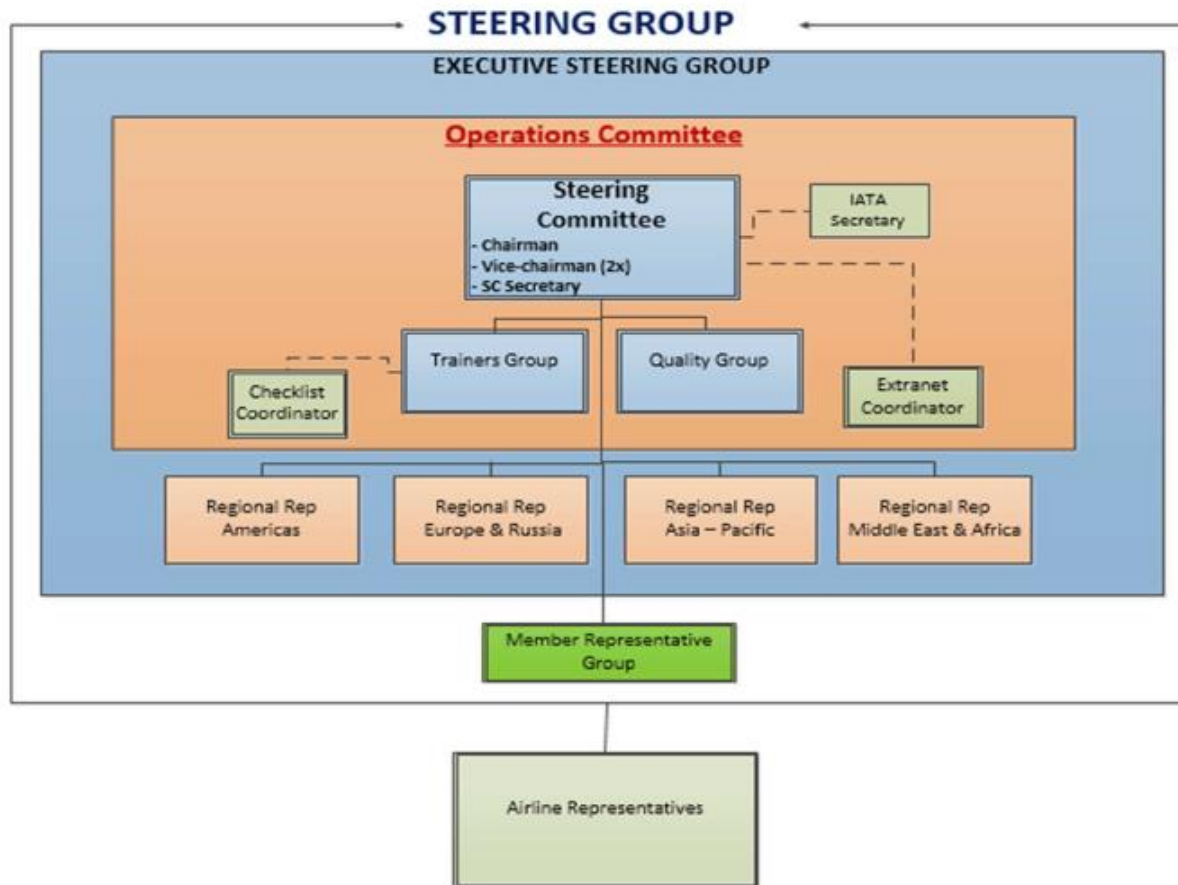 STEERING GROUP
EXECUTIVE STEERING GROUP
Operations Committee
Steering
Committee
- Chairman
- Vice-chairman (2x)
- SC Secretary
IATA
Secretary
Trainers Group
Quality Group
Checklist
Coordinator
Extranet
Coordinator
Regional Rep
Americas
Regional Rep
Europe & Russia
Regional Rep
Asia – Pacific
Regional Rep
Middle East & Africa
Member Representative
Group
Airline Representatives